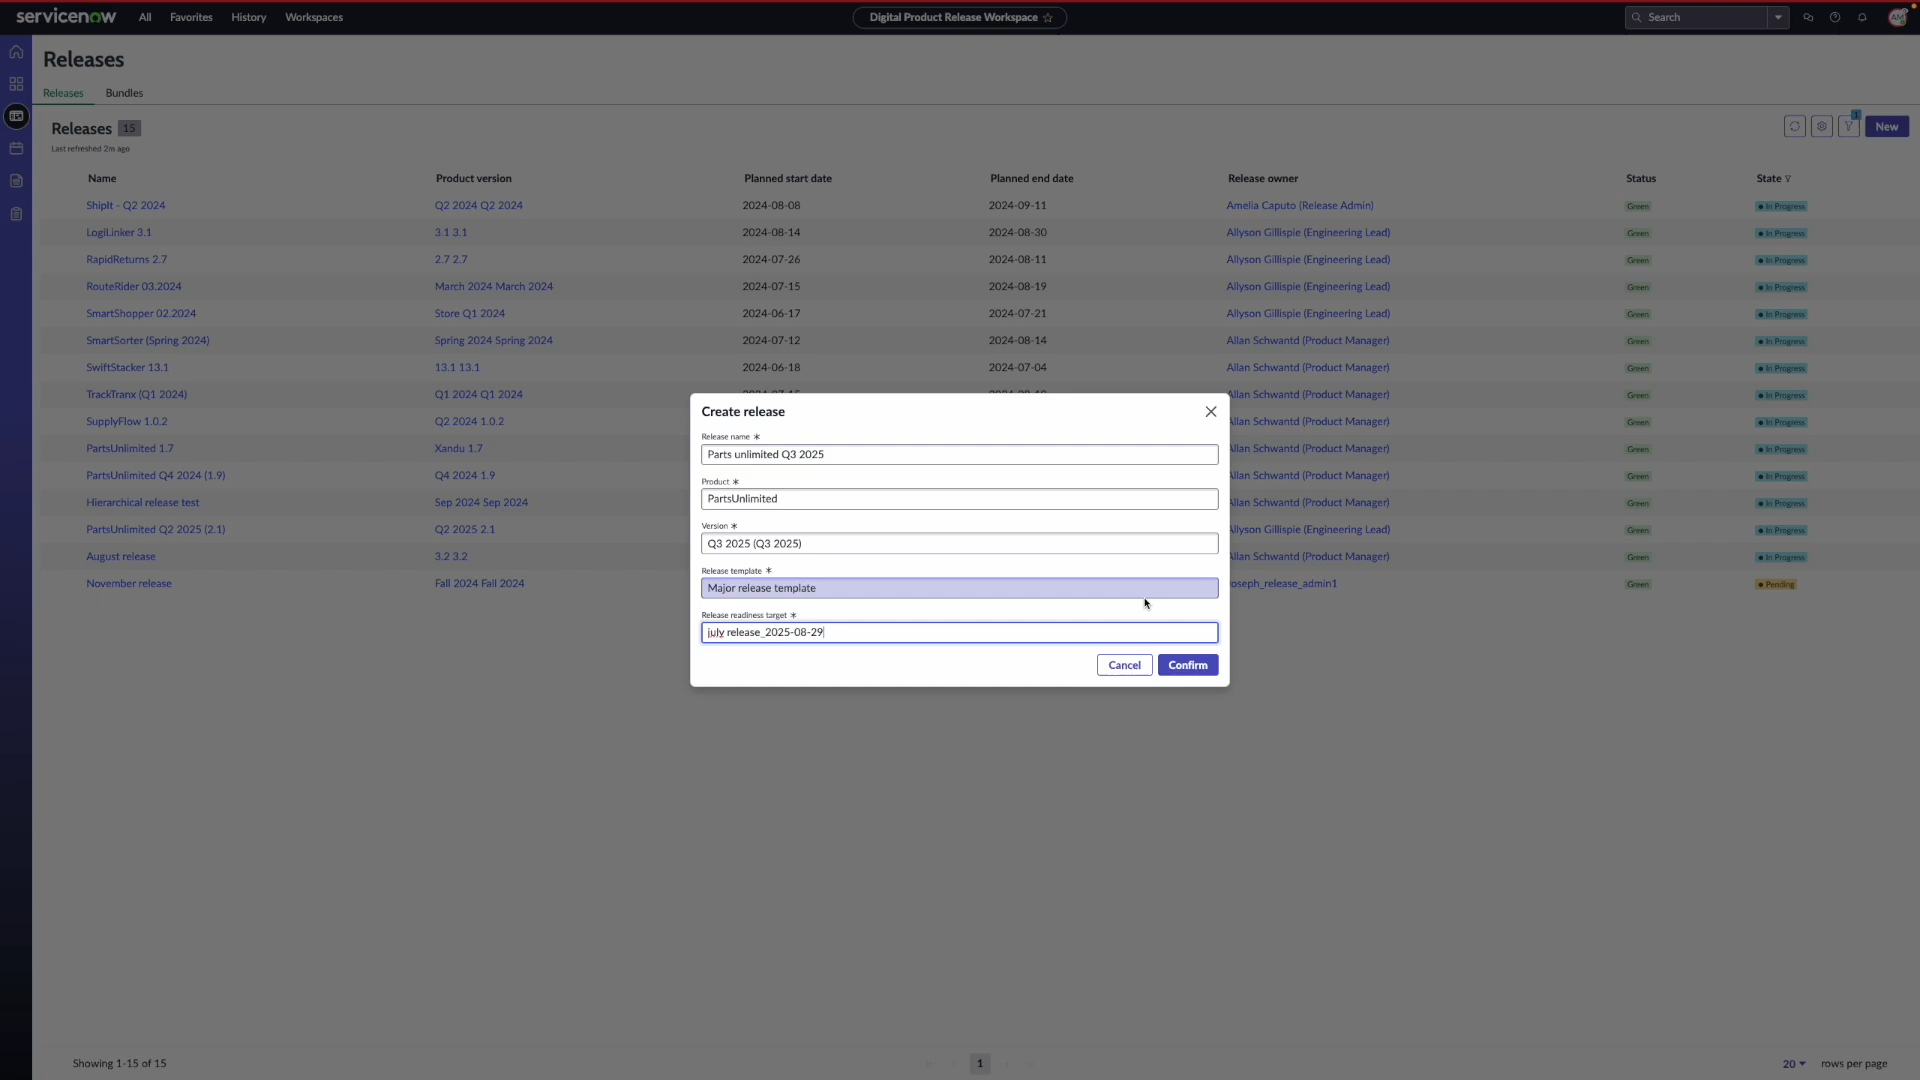 servicenow All Favorites History Workspaces Digital Product Release Workspace Search AM
Releases
Releases Bundles
Releases 15 1 New
Last refreshed 2m ago
Name Product version Planned start date Planned end date Release owner Status State
ShipIt - Q2 2024 Q2 2024 Q2 2024 2024-08-08 2024-09-11 Amelia Caputo (Release Admin) Green In Progress
LogiLinker 3.1 3.1 3.1 2024-08-14 2024-08-30 Allyson Gillispie (Engineering Lead) Green In Progress
RapidReturns 2.7 2.7 2.7 2024-07-26 2024-08-11 Allyson Gillispie (Engineering Lead) Green In Progress
RouteRider 03.2024 March 2024 March 2024 2024-07-15 2024-08-19 Allyson Gillispie (Engineering Lead) Green In Progress
SmartShopper 02.2024 Store Q1 2024 2024-06-17 2024-07-21 Allyson Gillispie (Engineering Lead) Green In Progress
SmartSorter (Spring 2024) Spring 2024 Spring 2024 2024-07-12 2024-08-14 Allan Schwantd (Product Manager) Green In Progress
SwiftStacker 13.1 13.1 13.1 2024-06-18 2024-07-04 Allan Schwantd (Product Manager) Green In Progress
TrackTranx (Q1 2024) Q1 2024 Q1 2024 Allan Schwantd (Product Manager) Green In Progress
SupplyFlow 1.0.2 Q2 2024 1.0.2 Allan Schwantd (Product Manager) Green In Progress
PartsUnlimited 1.7 Xandu 1.7 Allan Schwantd (Product Manager) Green In Progress
PartsUnlimited Q4 2024 (1.9) Q4 2024 1.9 Allan Schwantd (Product Manager) Green In Progress
Hierarchical release test Sep 2024 Sep 2024 Allan Schwantd (Product Manager) Green In Progress
PartsUnlimited Q2 2025 (2.1) Q2 2025 2.1 Allyson Gillispie (Engineering Lead) Green In Progress
August release 3.2 3.2 Allan Schwantd (Product Manager) Green In Progress
November release Fall 2024 Fall 2024 oseph_release_admin1 Green Pending
Create release
Release name *
Parts unlimited Q3 2025
Product *
PartsUnlimited
Version *
Q3 2025 (Q3 2025)
Release template *
Major release template
Release readiness target *
july release_2025-08-29
Cancel Confirm
Showing 1-15 of 15 1 20 rows per page